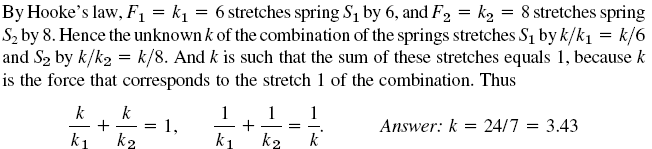 By Hooke's law, F₁ = k₁ = 6 stretches spring S₁ by 6, and F₂ = k₂ = 8 stretches spring
S₂ by 8. Hence the unknown k of the combination of the springs stretches S₁ by k/k₁ = k/6
and S₂ by k/k₂ = k/8. And k is such that the sum of these stretches equals 1, because k
is the force that corresponds to the stretch 1 of the combination. Thus
k/k₁ + k/k₂ = 1, 1/k₁ + 1/k₂ = 1/k. Answer: k = 24/7 = 3.43